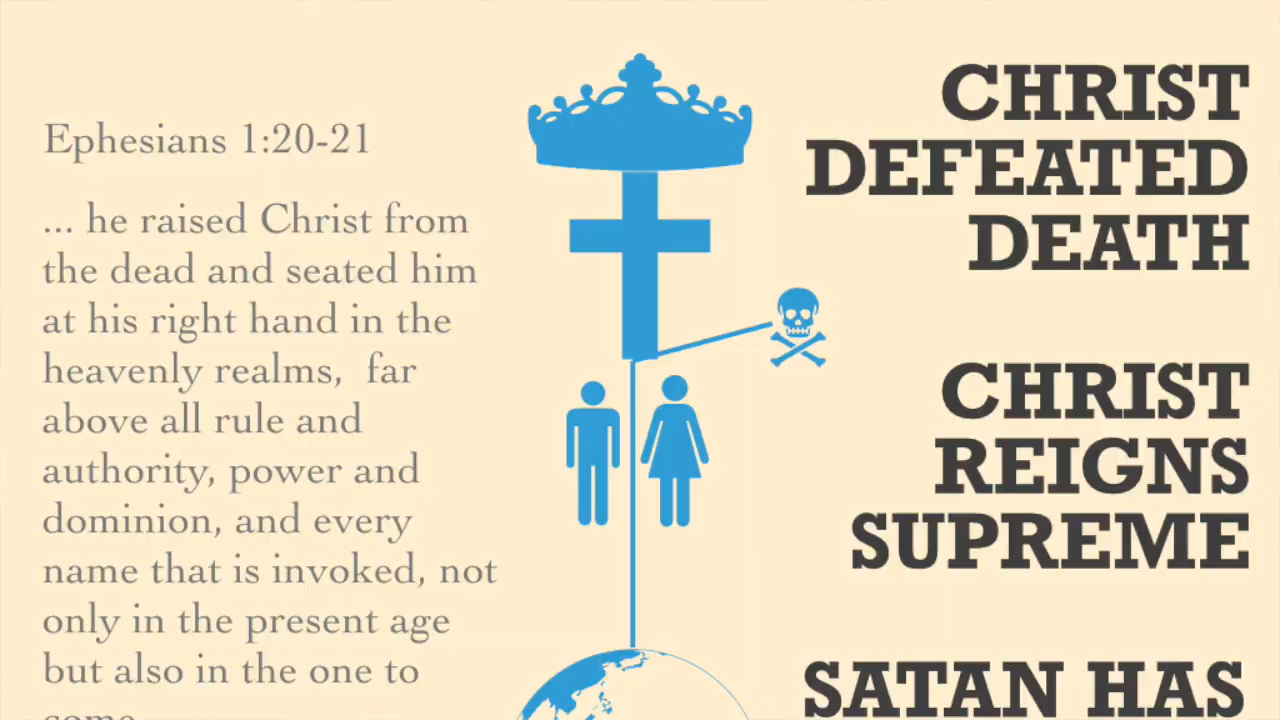 Ephesians 1:20-21
... he raised Christ from
the dead and seated him
at his right hand in the
heavenly realms,  far
above all rule and
authority, power and
dominion, and every
name that is invoked, not
only in the present age
but also in the one to
come
CHRIST
DEFEATED
DEATH
CHRIST
REIGNS
SUPREME
SATAN HAS